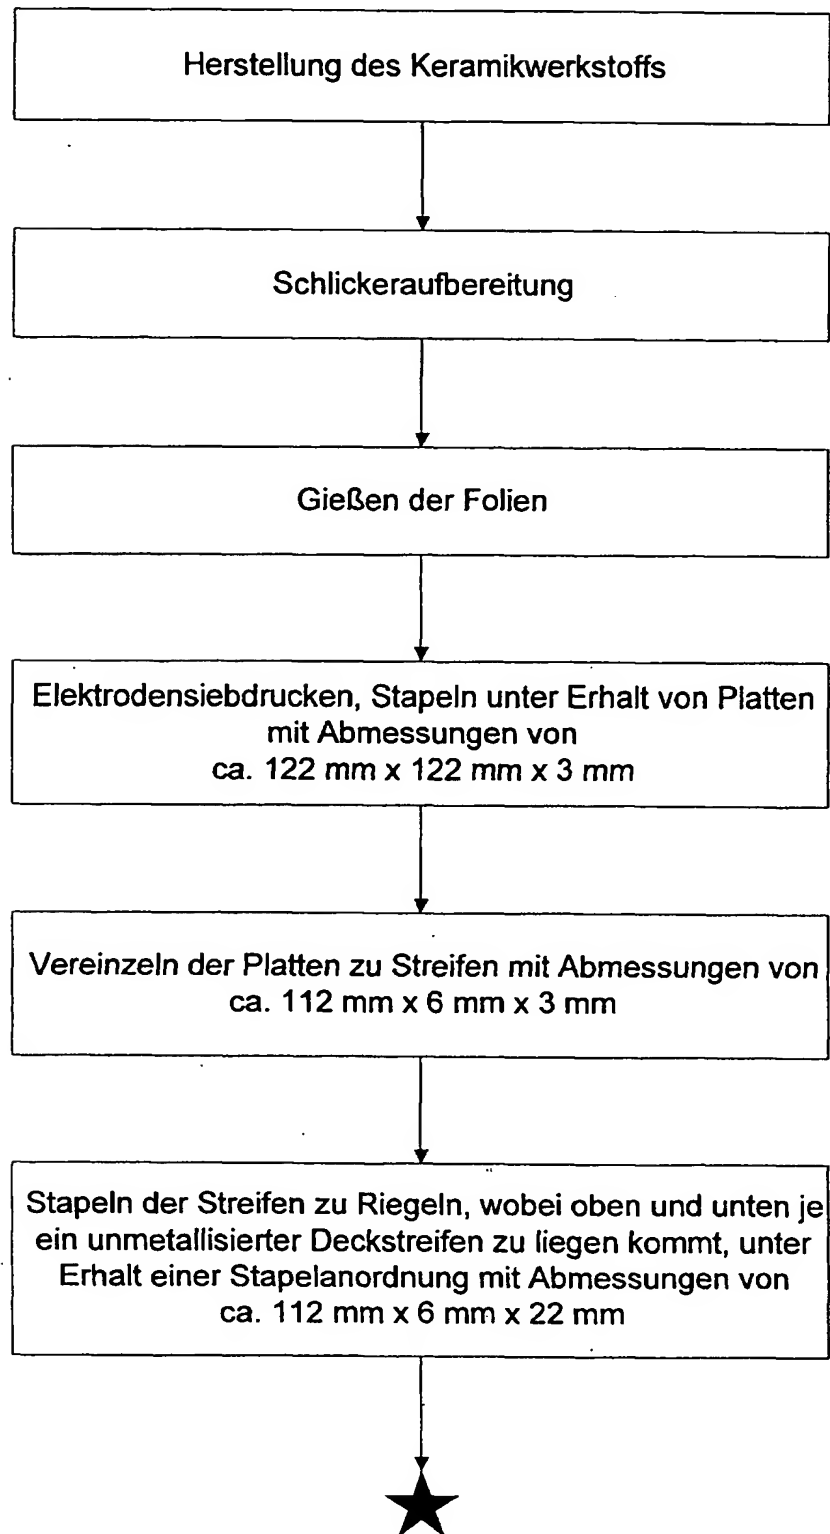 Herstellung des Keramikwerkstoffs
Schlickeraufbereitung
Gießen der Folien
Elektrodensiebdrucken, Stapeln unter Erhalt von Platten
mit Abmessungen von
ca. 122 mm x 122 mm x 3 mm
Vereinzeln der Platten zu Streifen mit Abmessungen von
ca. 112 mm x 6 mm x 3 mm
Stapeln der Streifen zu Riegeln, wobei oben und unten je
ein unmetallisierter Deckstreifen zu liegen kommt, unter
Erhalt einer Stapelanordnung mit Abmessungen von
ca. 112 mm x 6 mm x 22 mm